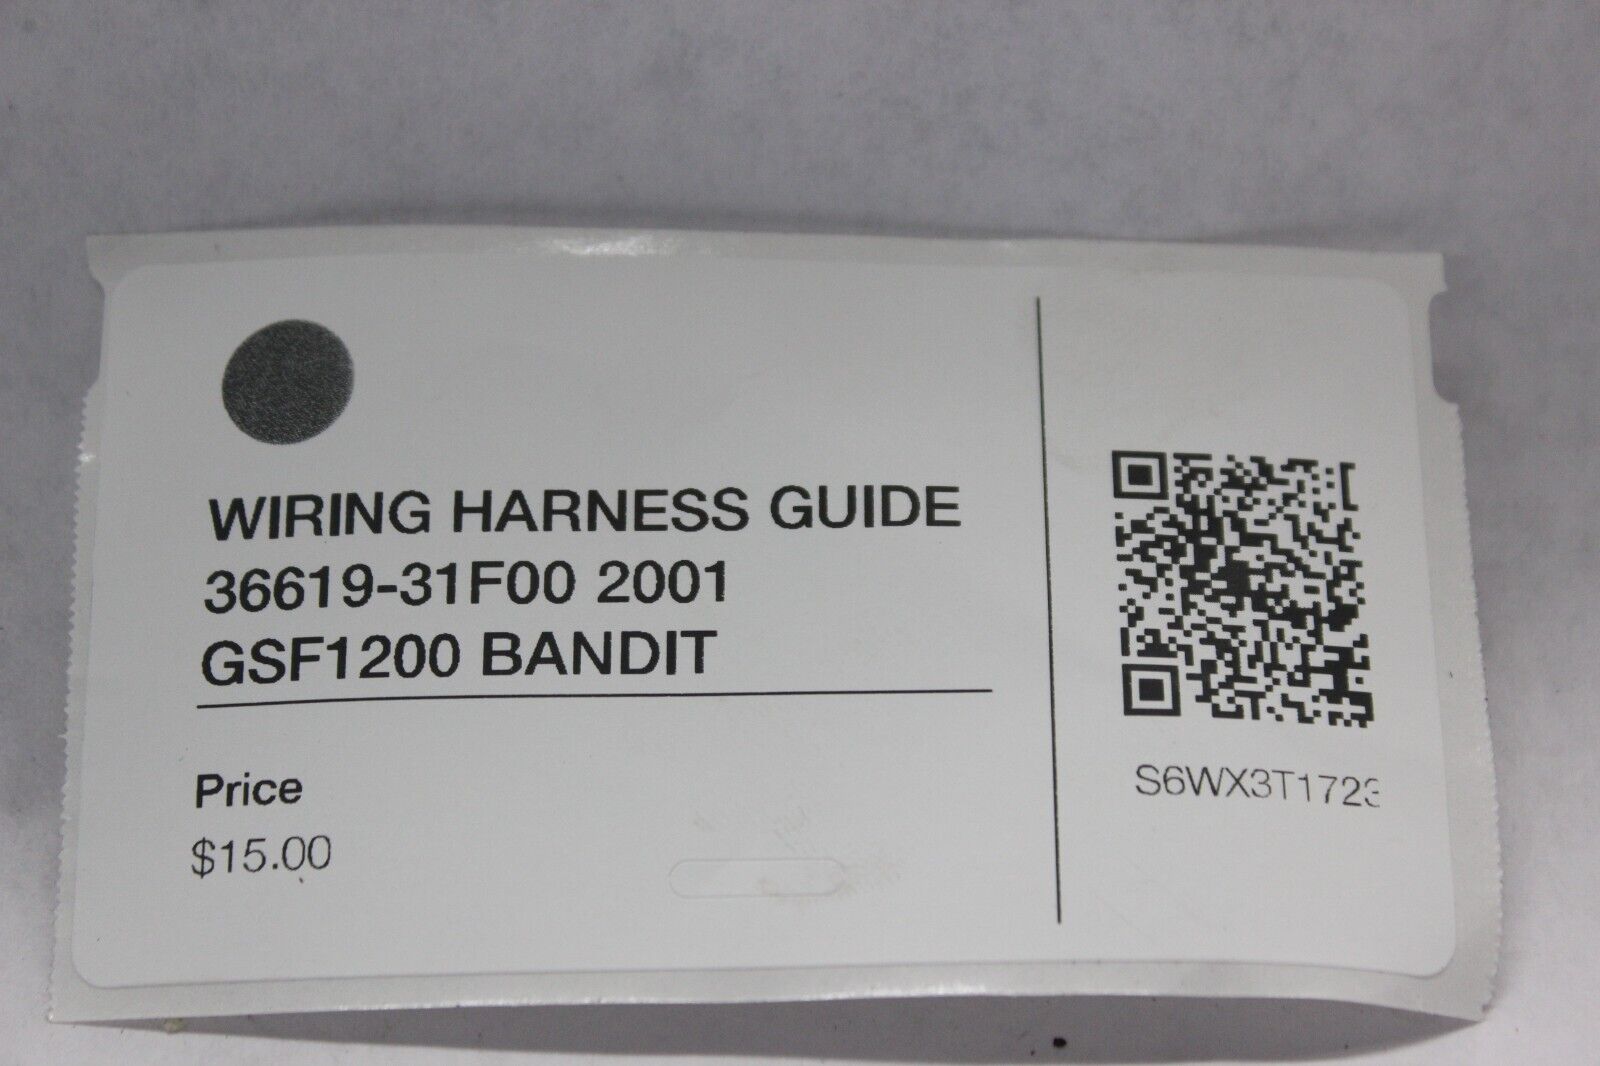 WIRING HARNESS GUIDE
36619-31F00 2001
GSF1200 BANDIT
Price
$15.00
S6WX3T1723